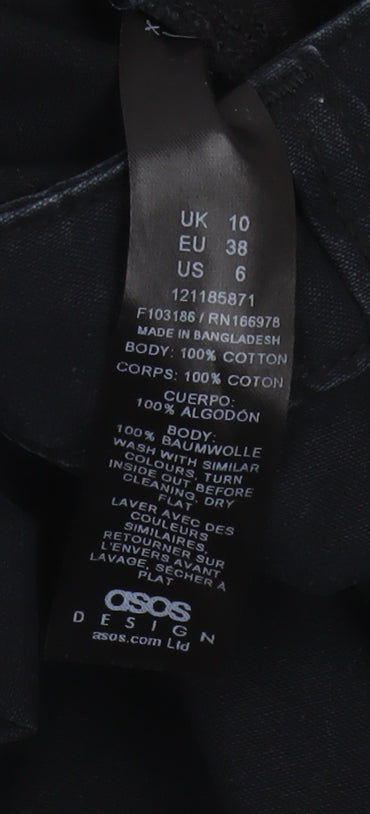 UK 10
EU 38
US 6
121185871
F103186 / RN166978
MADE IN BANGLADESH
BODY: 100% COTTON
CORPS: 100% COTON
CUERPO:
100% ALGODÓN
BODY:
100% BAUMWOLLE
WASH WITH SIMILAR
COLOURS, TURN
INSIDE OUT BEFORE
CLEANING, DRY
FLAT
LAVER AVEC DES
COULEURS
SIMILAIRES,
RETOURNER SUR
L'ENVERS AVANT
LAVAGE, SÉCHER À
PLAT
asos
DESIGN
asos.com Ltd